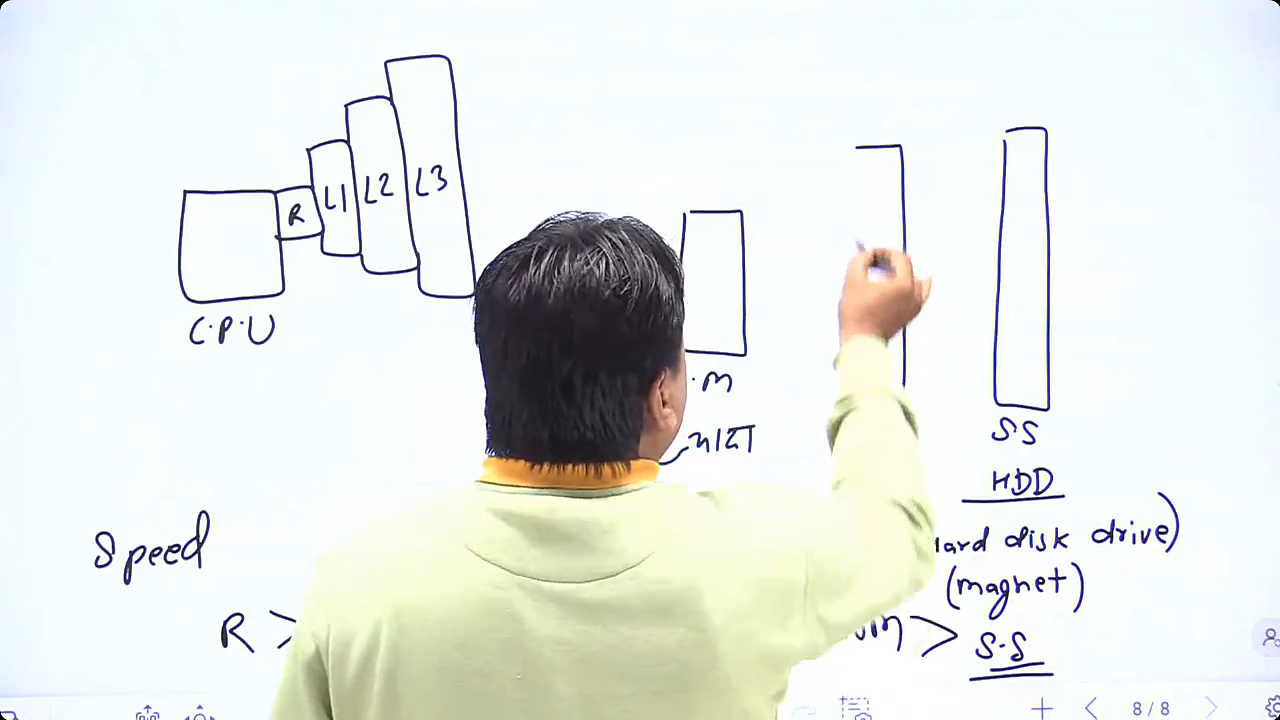 R L1 L2 L3
C.P.U
.M
S.S
HDD
Speed
ard disk drive)
(magnet)
R >
M > S.S
8/8